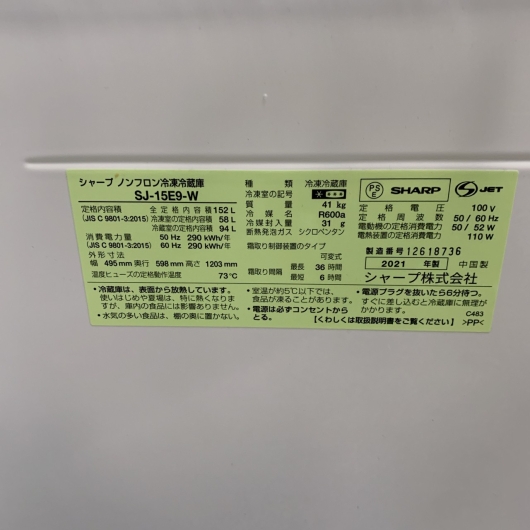 シャープ ノンフロン冷凍冷蔵庫
SJ-15E9-W
定格内容積 全定格内容積 152 L
(JIS C 9801-3:2015) 冷凍室の定格内容積 58 L
冷蔵室の定格内容積 94 L
消費電力量 50 Hz 290 kWh/年
(JIS C 9801-3:2015) 60 Hz 290 kWh/年
外形寸法
幅 495 mm 奥行 598 mm 高さ 1203 mm
温度ヒューズの定格動作温度 73℃
種類 冷凍冷蔵庫
冷凍室の記号
質量 41 kg
冷媒名 R600a
冷媒封入量 31 g
断熱発泡ガス シクロペンタン
霜取り制御装置のタイプ
可変式
霜取り間隔 最長 36 時間
最短 6 時間
PS
E
SHARP
JET
定格電圧 100 V
定格周波数 50 / 60 Hz
電動機の定格消費電力 50 / 52 W
電熱装置の定格消費電力
110 W
製造番号 12618736
2021 年製 中国製
シャープ株式会社
・冷蔵庫は、表面から放熱しています。
使いはじめや夏場は、特に熱くなりま
すが、庫内の食品には影響ありません。
・水気の多い食品は、棚の奥に置かない。
・室温が約5℃以下では、
食品が凍ることがあります。
・電源は必ずコンセントから
とる。
【くわしくは取扱説明書をご覧ください】
・電源プラグを抜いたら6分待つ。
すぐに差し込むと冷蔵庫に無理が
かかります。
C483
>PP<